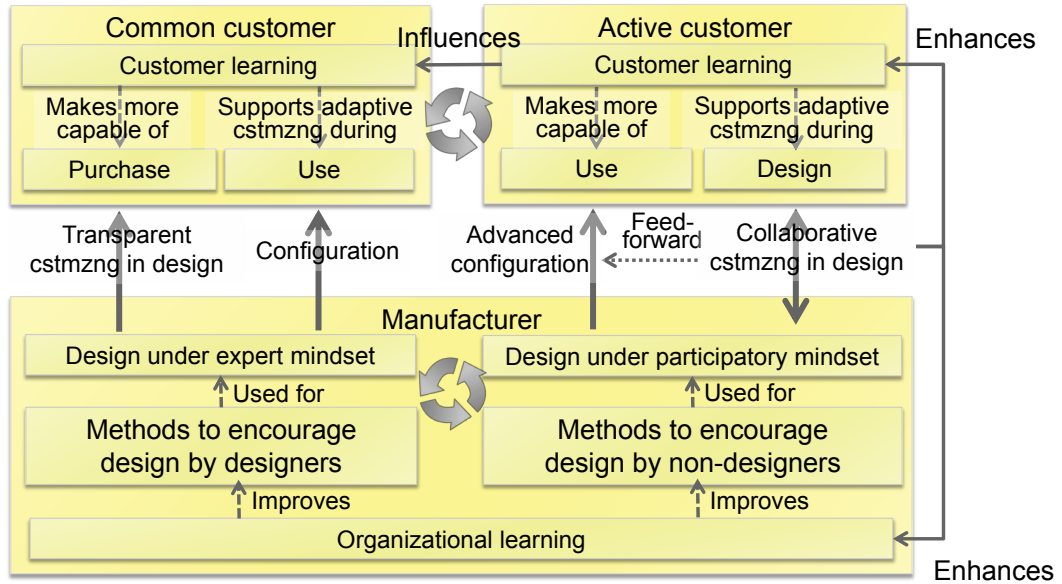 Common customer
Influences
Active customer
Enhances
Customer learning
Customer learning
Makes more
capable of
Supports adaptive
cstmzng during
Makes more
capable of
Supports adaptive
cstmzng during
Purchase
Use
Use
Design
Transparent
cstmzng in design
Configuration
Advanced
configuration
Feed-
forward
Collaborative
cstmzng in design
Manufacturer
Design under expert mindset
Design under participatory mindset
Used for
Used for
Methods to encourage
design by designers
Methods to encourage
design by non-designers
Improves
Improves
Organizational learning
Enhances